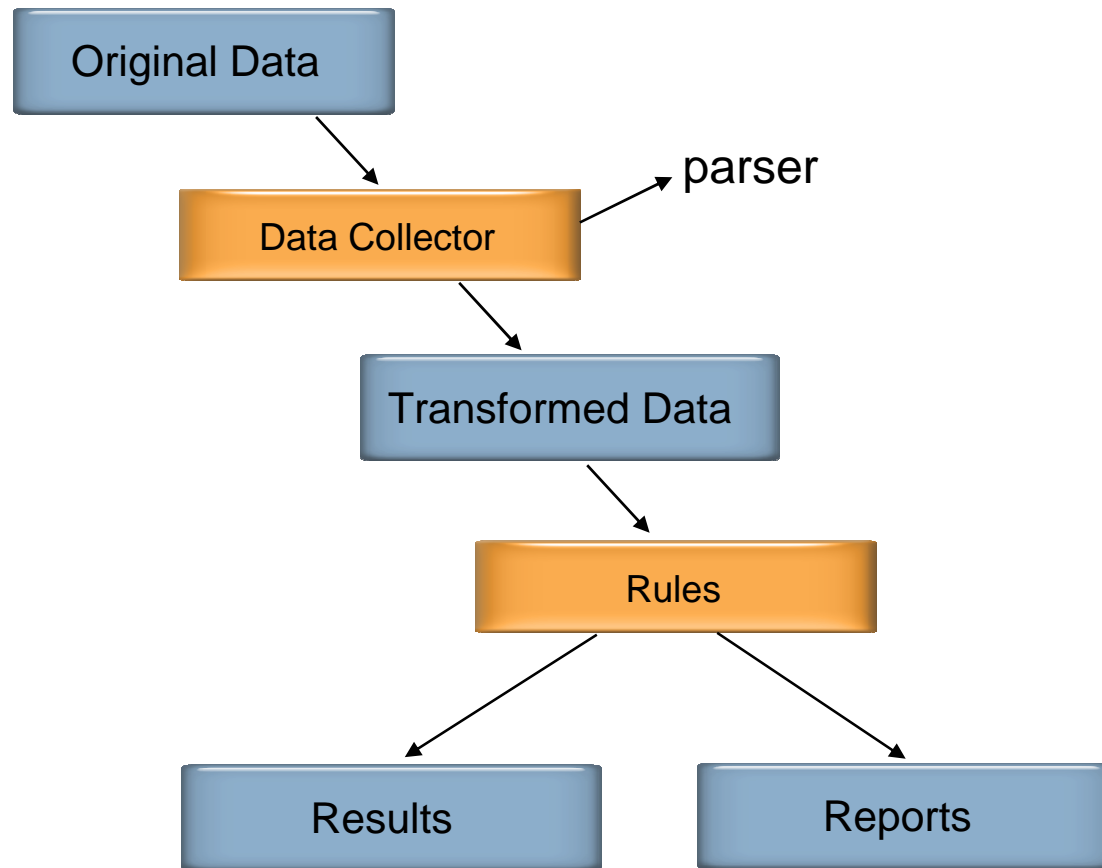 Original Data
parser
Data Collector
Transformed Data
Rules
Results
Reports